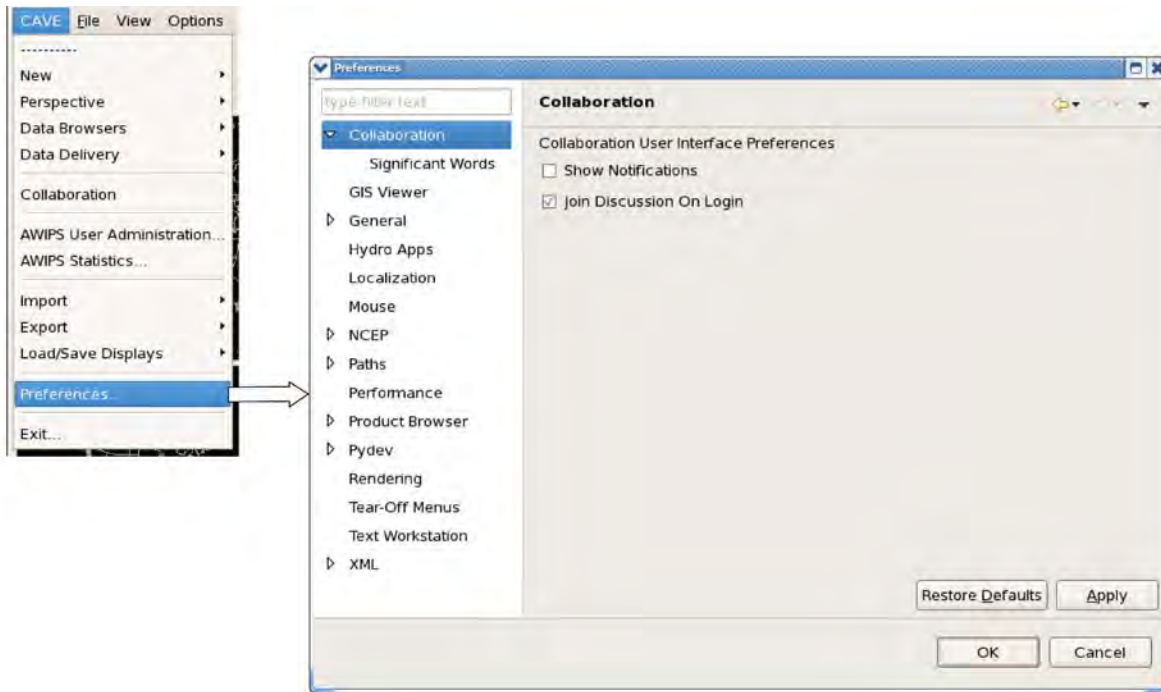 CAVE File View Options
----------
New
Perspective
Data Browsers
Data Delivery
Collaboration
AWIPS User Administration...
AWIPS Statistics...
Import
Export
Load/Save Displays
Preferences...
Exit...
Preferences
type filter text
Collaboration
Significant Words
GIS Viewer
General
Hydro Apps
Localization
Mouse
NCEP
Paths
Performance
Product Browser
Pydev
Rendering
Tear-Off Menus
Text Workstation
XML
Collaboration
Collaboration User Interface Preferences
Show Notifications
Join Discussion On Login
Restore Defaults Apply
OK Cancel